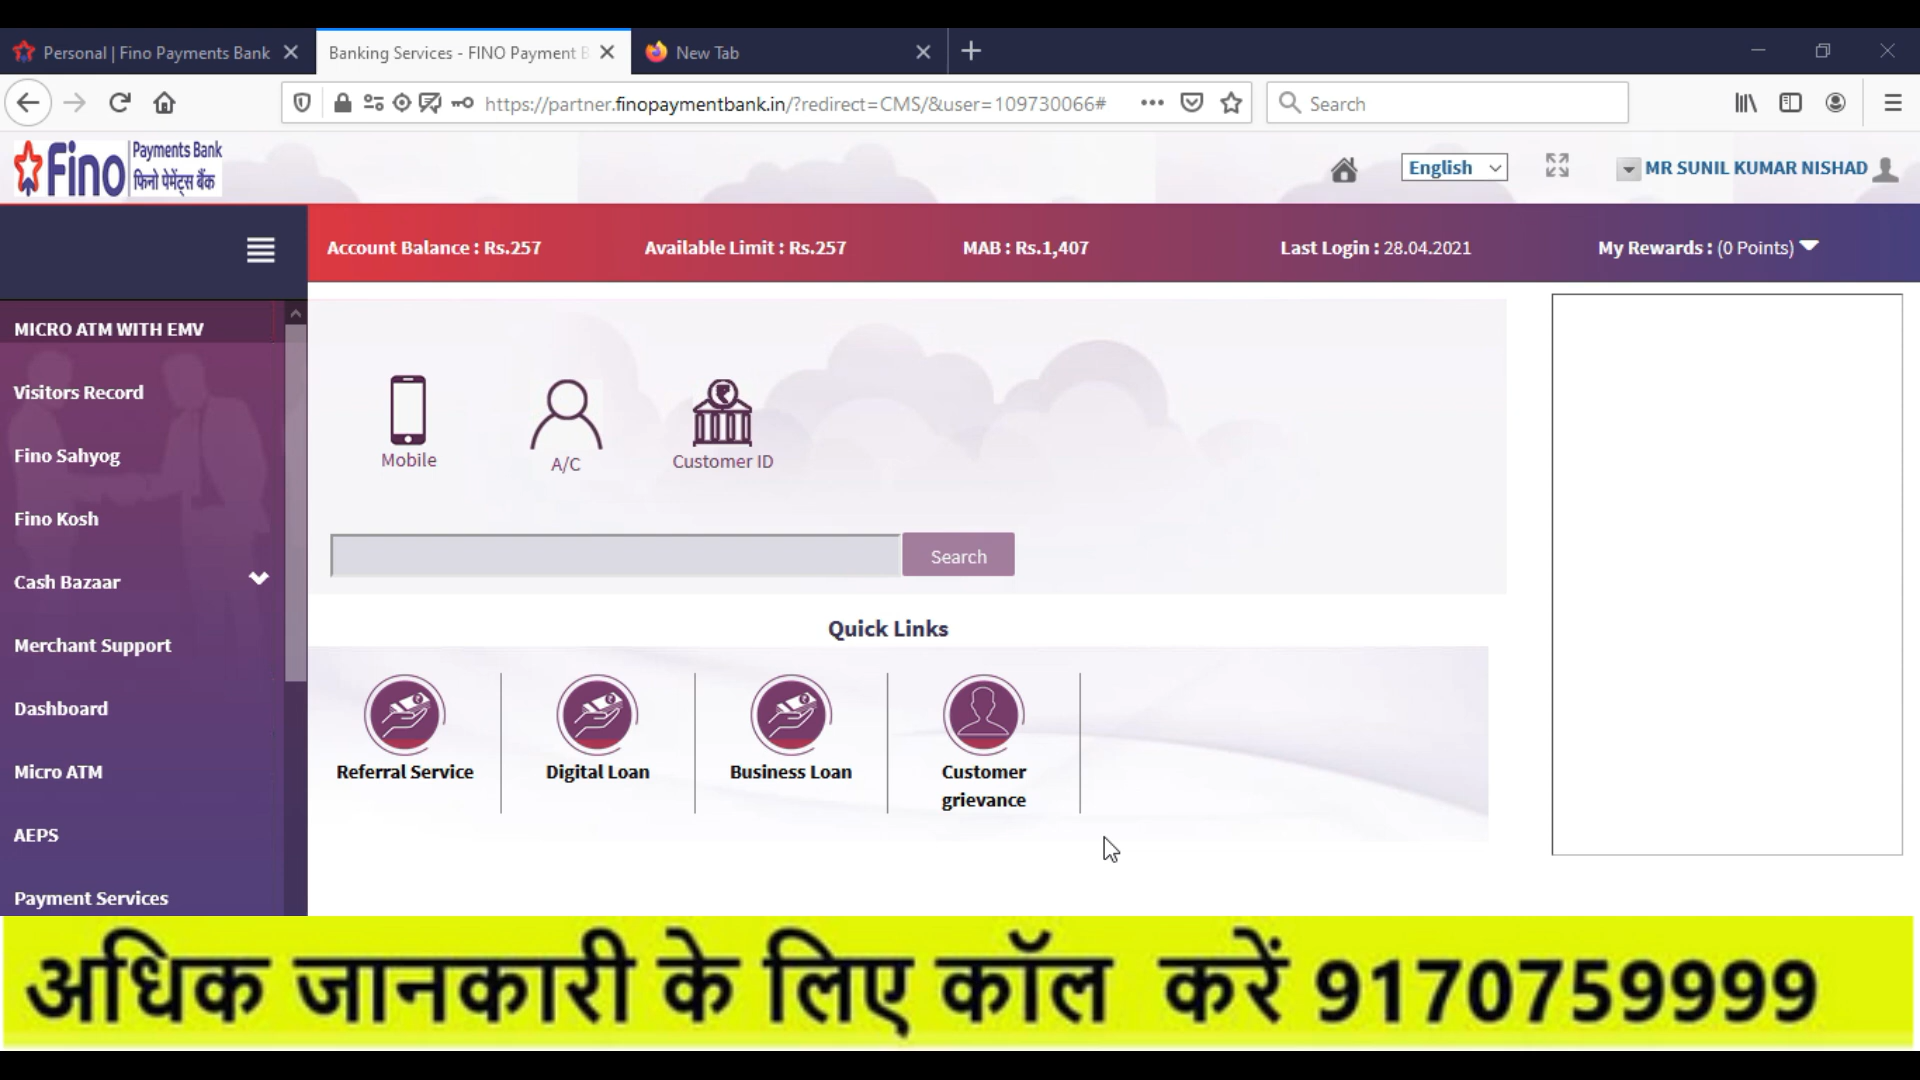 Personal | Fino Payments Bank
Banking Services - FINO Payment B
New Tab
https://partner.finopaymentbank.in/?redirect=CMS/&user=109730066#
Search
Fino Payments Bank
फिनो पेमेंट्स बैंक
English
MR SUNIL KUMAR NISHAD
Account Balance : Rs.257
Available Limit : Rs.257
MAB : Rs.1,407
Last Login : 28.04.2021
My Rewards : (0 Points)
MICRO ATM WITH EMV
Visitors Record
Fino Sahyog
Fino Kosh
Cash Bazaar
Merchant Support
Dashboard
Micro ATM
AEPS
Payment Services
Mobile
A/C
Customer ID
Search
Quick Links
Referral Service
Digital Loan
Business Loan
Customer
grievance
अधिक जानकारी के लिए कॉल करें 9170759999